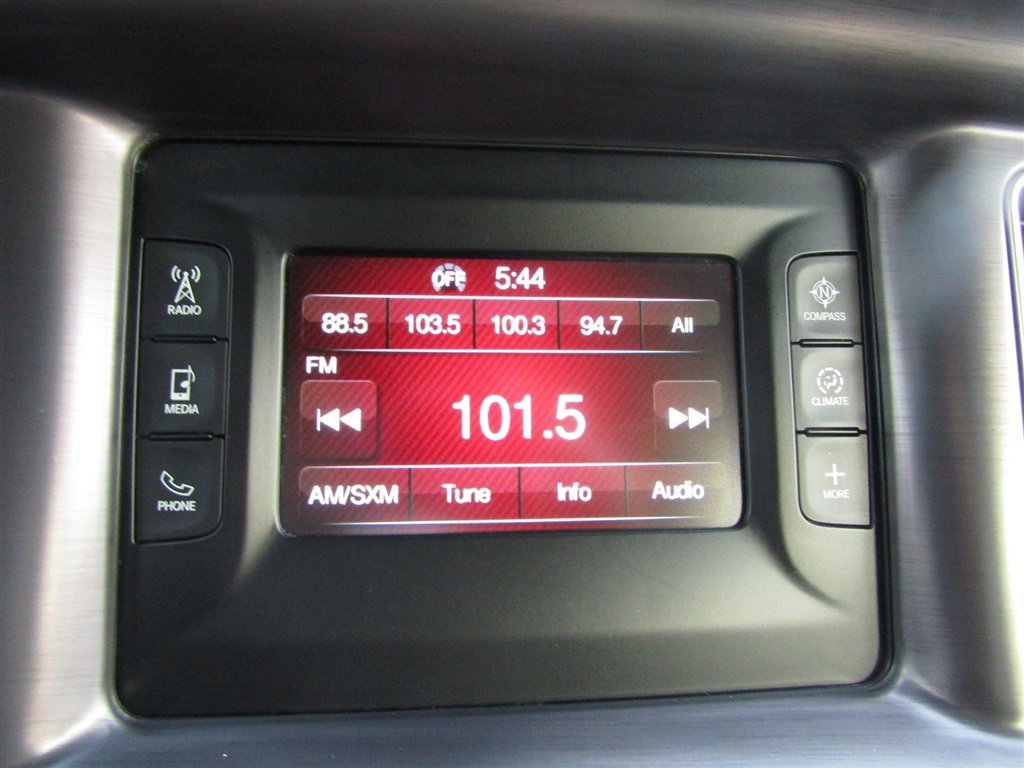 OFF 5:44
88.5 103.5 100.3 94.7 All
FM
101.5
AM/SXM Tune Info Audio
RADIO
MEDIA
PHONE
N
COMPASS
CLIMATE
MORE